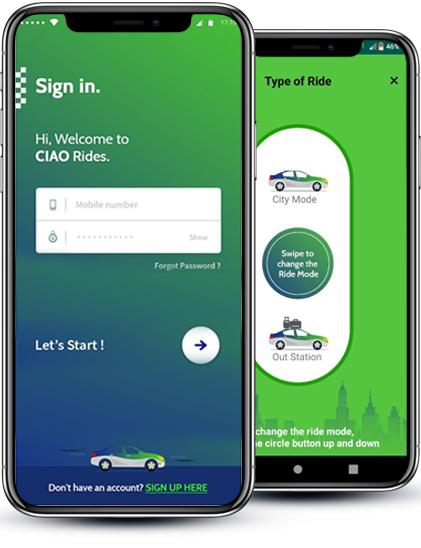 17:19
Sign in.
Hi, Welcome to
CIAO Rides.
Mobile number
Show
Forgot Password ?
Let's Start !
Don't have an account? SIGN UP HERE
46%
Type of Ride
City Mode
Swipe to
change the
Ride Mode
Out Station
change the ride mode,
circle button up and down